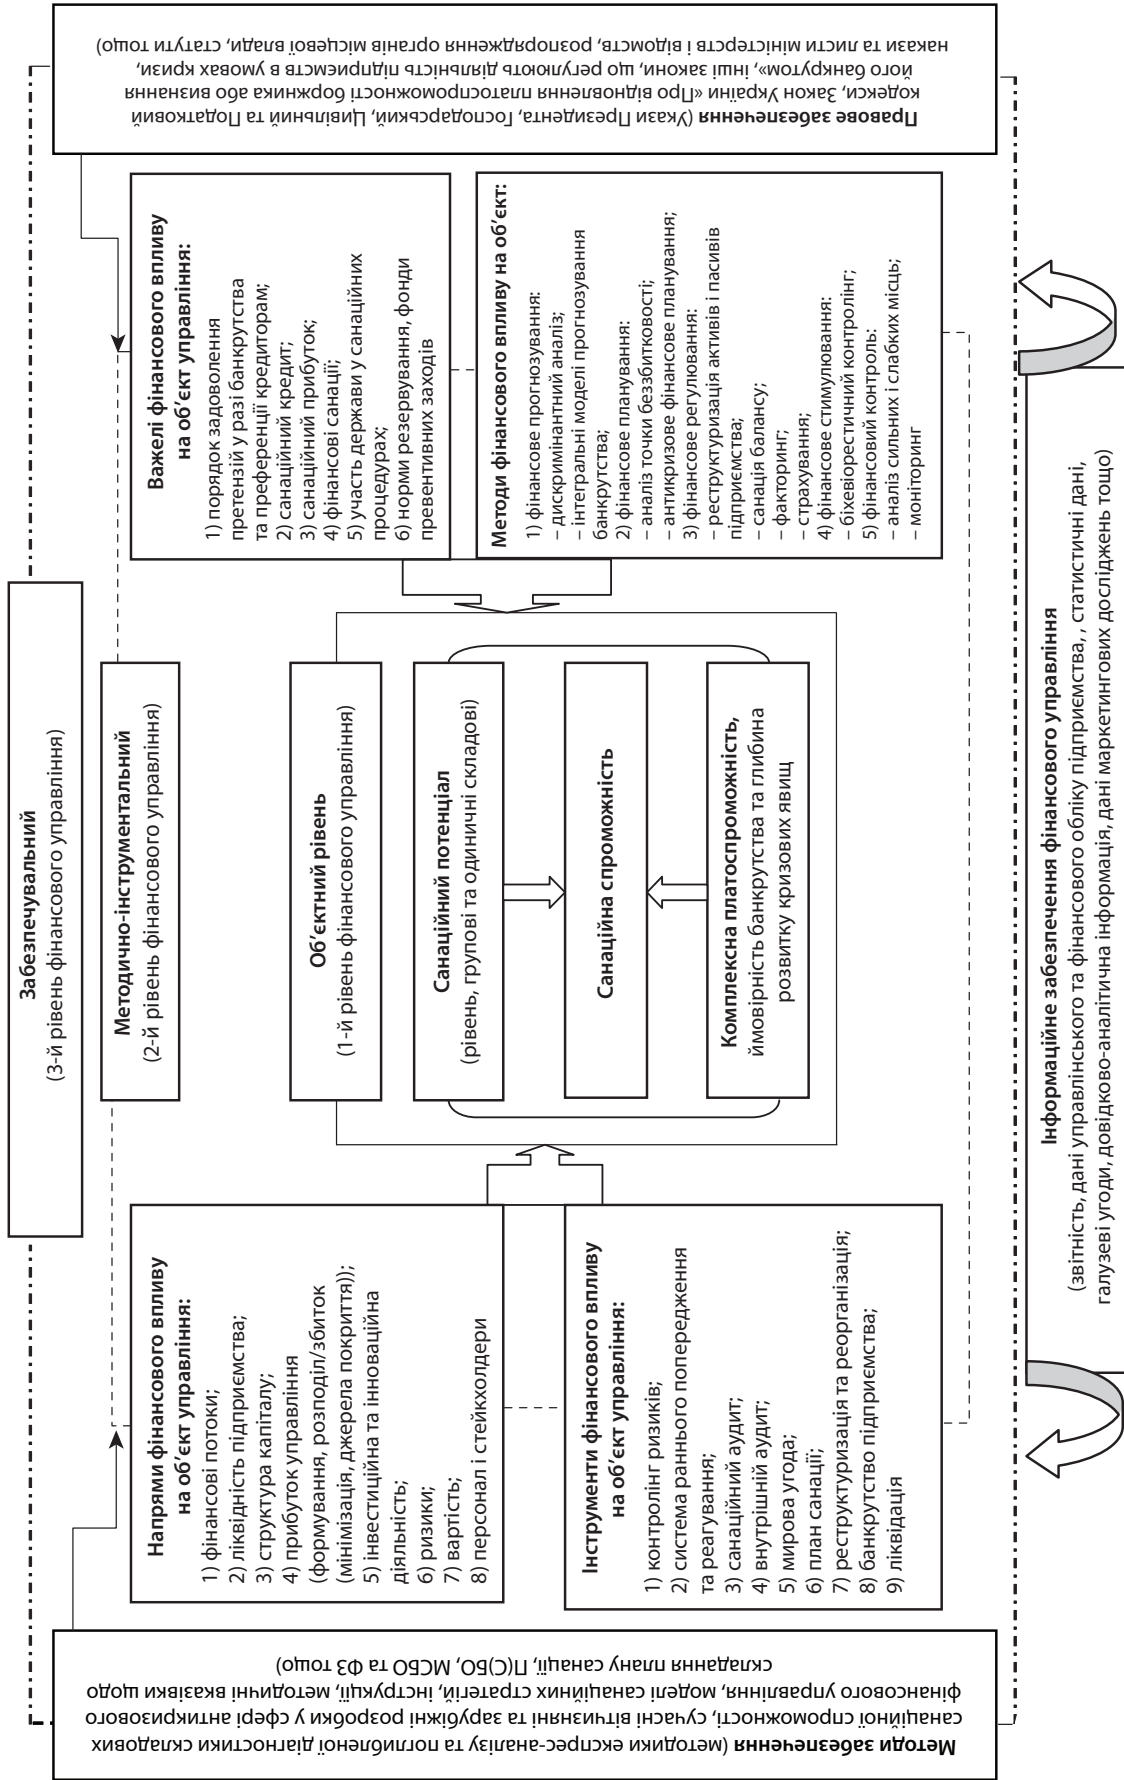 Забезпечувальний
(3-й рівень фінансового управління)
Методично-інструментальний
(2-й рівень фінансового управління)
Методи забезпечення (методики експрес-аналізу та поглибленої діагностики складових
санаційної спроможності, сучасні вітчизняні та зарубіжні розробки у сфері антикризового
фінансового управління, моделі санаційних стратегій, інструкції, методичні вказівки щодо
складання плану санації, П(С)БО, МСБО та ФЗ тощо)
Напрями фінансового впливу
на об’єкт управління:
1) фінансові потоки;
2) ліквідність підприємства;
3) структура капіталу;
4) прибуток управління
(формування, розподіл/збиток
(мінімізація, джерела покриття));
5) інвестиційна та інноваційна
діяльність;
6) ризики;
7) вартість;
8) персонал і стейкхолдери
Інструменти фінансового впливу
на об’єкт управління:
1) контролінг ризиків;
2) система раннього попередження
та реагування;
3) санаційний аудит;
4) внутрішній аудит;
5) мирова угода;
6) план санації;
7) реструктуризація та реорганізація;
8) банкрутство підприємства;
9) ліквідація
Об’єктний рівень
(1-й рівень фінансового управління)
Санаційний потенціал
(рівень, групові та одиничні складові)
Санаційна спроможність
Комплексна платоспроможність,
ймовірність банкрутства та глибина
розвитку кризових явищ
Важелі фінансового впливу
на об’єкт управління:
1) порядок задоволення
претензій у разі банкрутства
та преференції кредиторам;
2) санаційний кредит;
3) санаційний прибуток;
4) фінансові санації;
5) участь держави у санаційних
процедурах;
6) норми резервування, фонди
превентивних заходів
Методи фінансового впливу на об’єкт:
1) фінансове прогнозування:
– дискримінантний аналіз;
– інтегральні моделі прогнозування
банкрутства;
2) фінансове планування:
– аналіз точки беззбитковості;
– антикризове фінансове планування;
3) фінансове регулювання:
– реструктуризація активів і пасивів
підприємства;
– санація балансу;
– факторинг;
– страхування;
4) фінансове стимулювання:
– біхевіорестичний контролінг;
5) фінансовий контроль:
– аналіз сильних і слабких місць;
– моніторинг
Правове забезпечення (Укази Президента, Господарський, Цивільний та Податковий
кодекси, Закон України «Про відновлення платоспроможності боржника або визнання
його банкрутом», інші закони, що регулюють діяльність підприємств в умовах кризи,
накази та листи міністерств і відомств, розпорядження органів місцевої влади, статути тощо)
Інформаційне забезпечення фінансового управління
(звітність, дані управлінського та фінансового обліку підприємства, , статистичні дані,
галузеві угоди, довідково-аналітична інформація, дані маркетингових досліджень тощо)